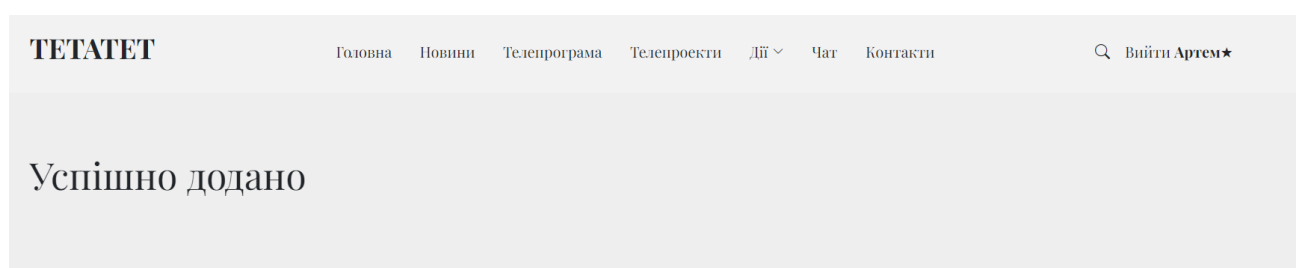 ТЕТАТЕТ Головна Новини Телепрограма Телепроекти Дії Чат Контакти Вийти Артем★
Успішно додано